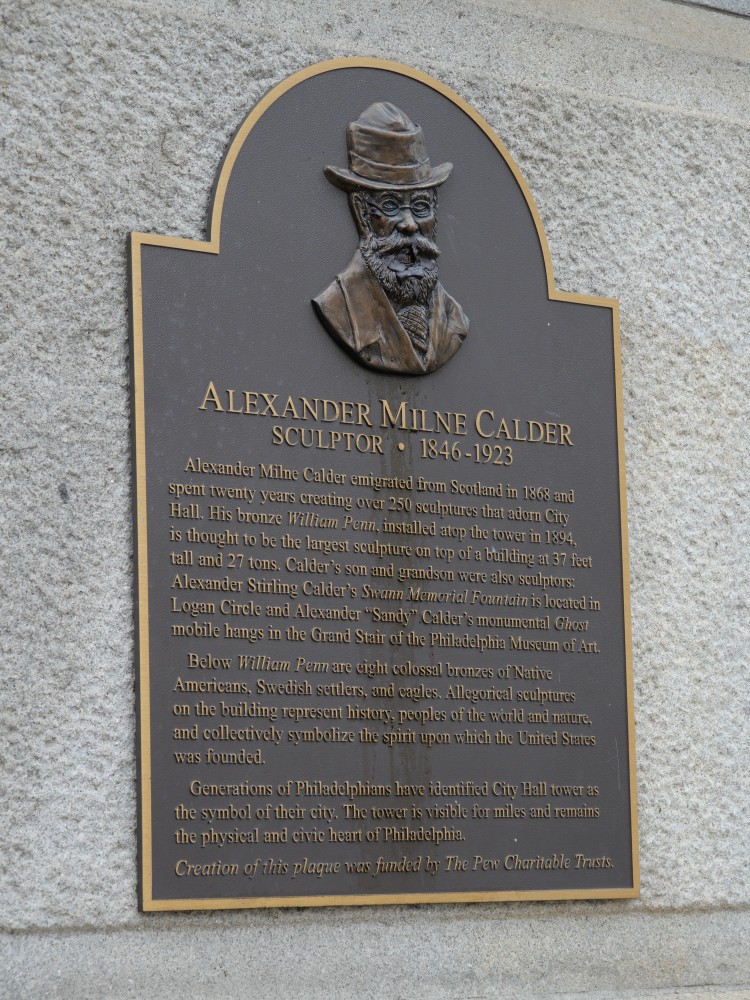 ALEXANDER MILNE CALDER
SCULPTOR • 1846-1923
Alexander Milne Calder emigrated from Scotland in 1868 and
spent twenty years creating over 250 sculptures that adorn City
Hall. His bronze William Penn, installed atop the tower in 1894,
is thought to be the largest sculpture on top of a building at 37 feet
tall and 27 tons. Calder's son and grandson were also sculptors:
Alexander Stirling Calder's Swann Memorial Fountain is located in
Logan Circle and Alexander "Sandy" Calder's monumental Ghost
mobile hangs in the Grand Stair of the Philadelphia Museum of Art.
Below William Penn are eight colossal bronzes of Native
Americans, Swedish settlers, and eagles. Allegorical sculptures
on the building represent history, peoples of the world and nature,
and collectively symbolize the spirit upon which the United States
was founded.
Generations of Philadelphians have identified City Hall tower as
the symbol of their city. The tower is visible for miles and remains
the physical and civic heart of Philadelphia.
Creation of this plaque was funded by The Pew Charitable Trusts.